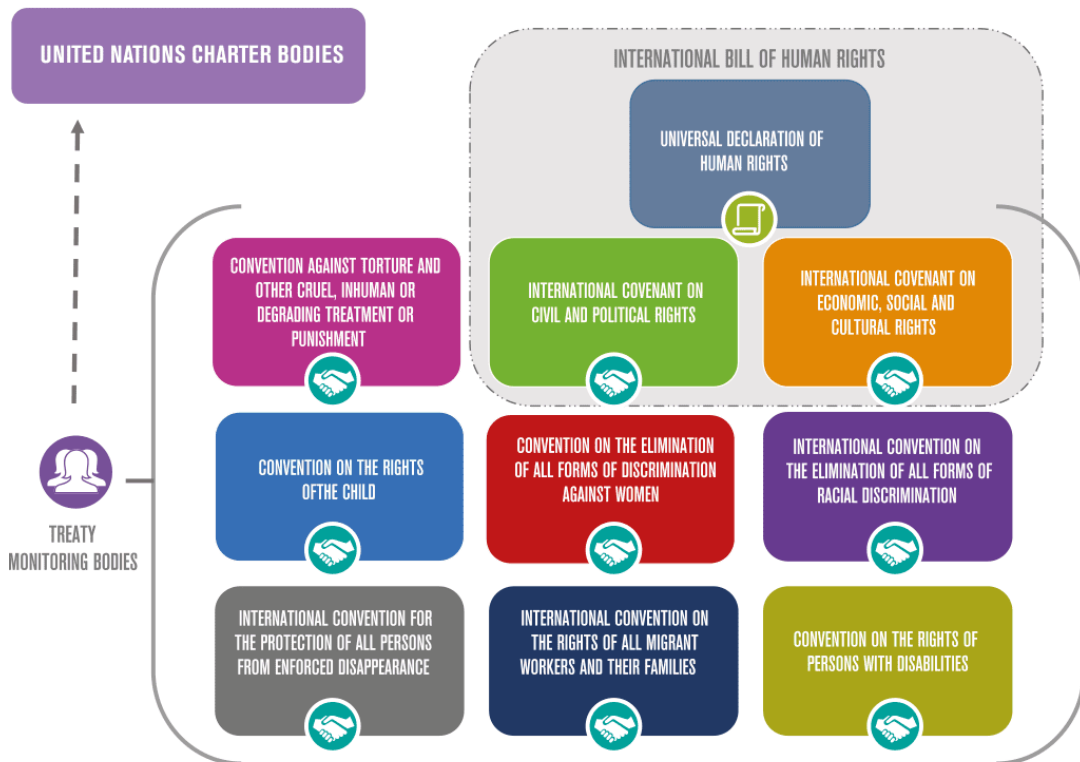 UNITED NATIONS CHARTER BODIES
INTERNATIONAL BILL OF HUMAN RIGHTS
UNIVERSAL DECLARATION OF
HUMAN RIGHTS
CONVENTION AGAINST TORTURE AND
OTHER CRUEL, INHUMAN OR
DEGRADING TREATMENT OR
PUNISHMENT
INTERNATIONAL COVENANT ON
CIVIL AND POLITICAL RIGHTS
INTERNATIONAL COVENANT ON
ECONOMIC, SOCIAL AND
CULTURAL RIGHTS
CONVENTION ON THE RIGHTS
OFTHE CHILD
CONVENTION ON THE ELIMINATION
OF ALL FORMS OF DISCRIMINATION
AGAINST WOMEN
INTERNATIONAL CONVENTION ON
THE ELIMINATION OF ALL FORMS OF
RACIAL DISCRIMINATION
TREATY
MONITORING BODIES
INTERNATIONAL CONVENTION FOR
THE PROTECTION OF ALL PERSONS
FROM ENFORCED DISAPPEARANCE
INTERNATIONAL CONVENTION ON
THE RIGHTS OF ALL MIGRANT
WORKERS AND THEIR FAMILIES
CONVENTION ON THE RIGHTS OF
PERSONS WITH DISABILITIES